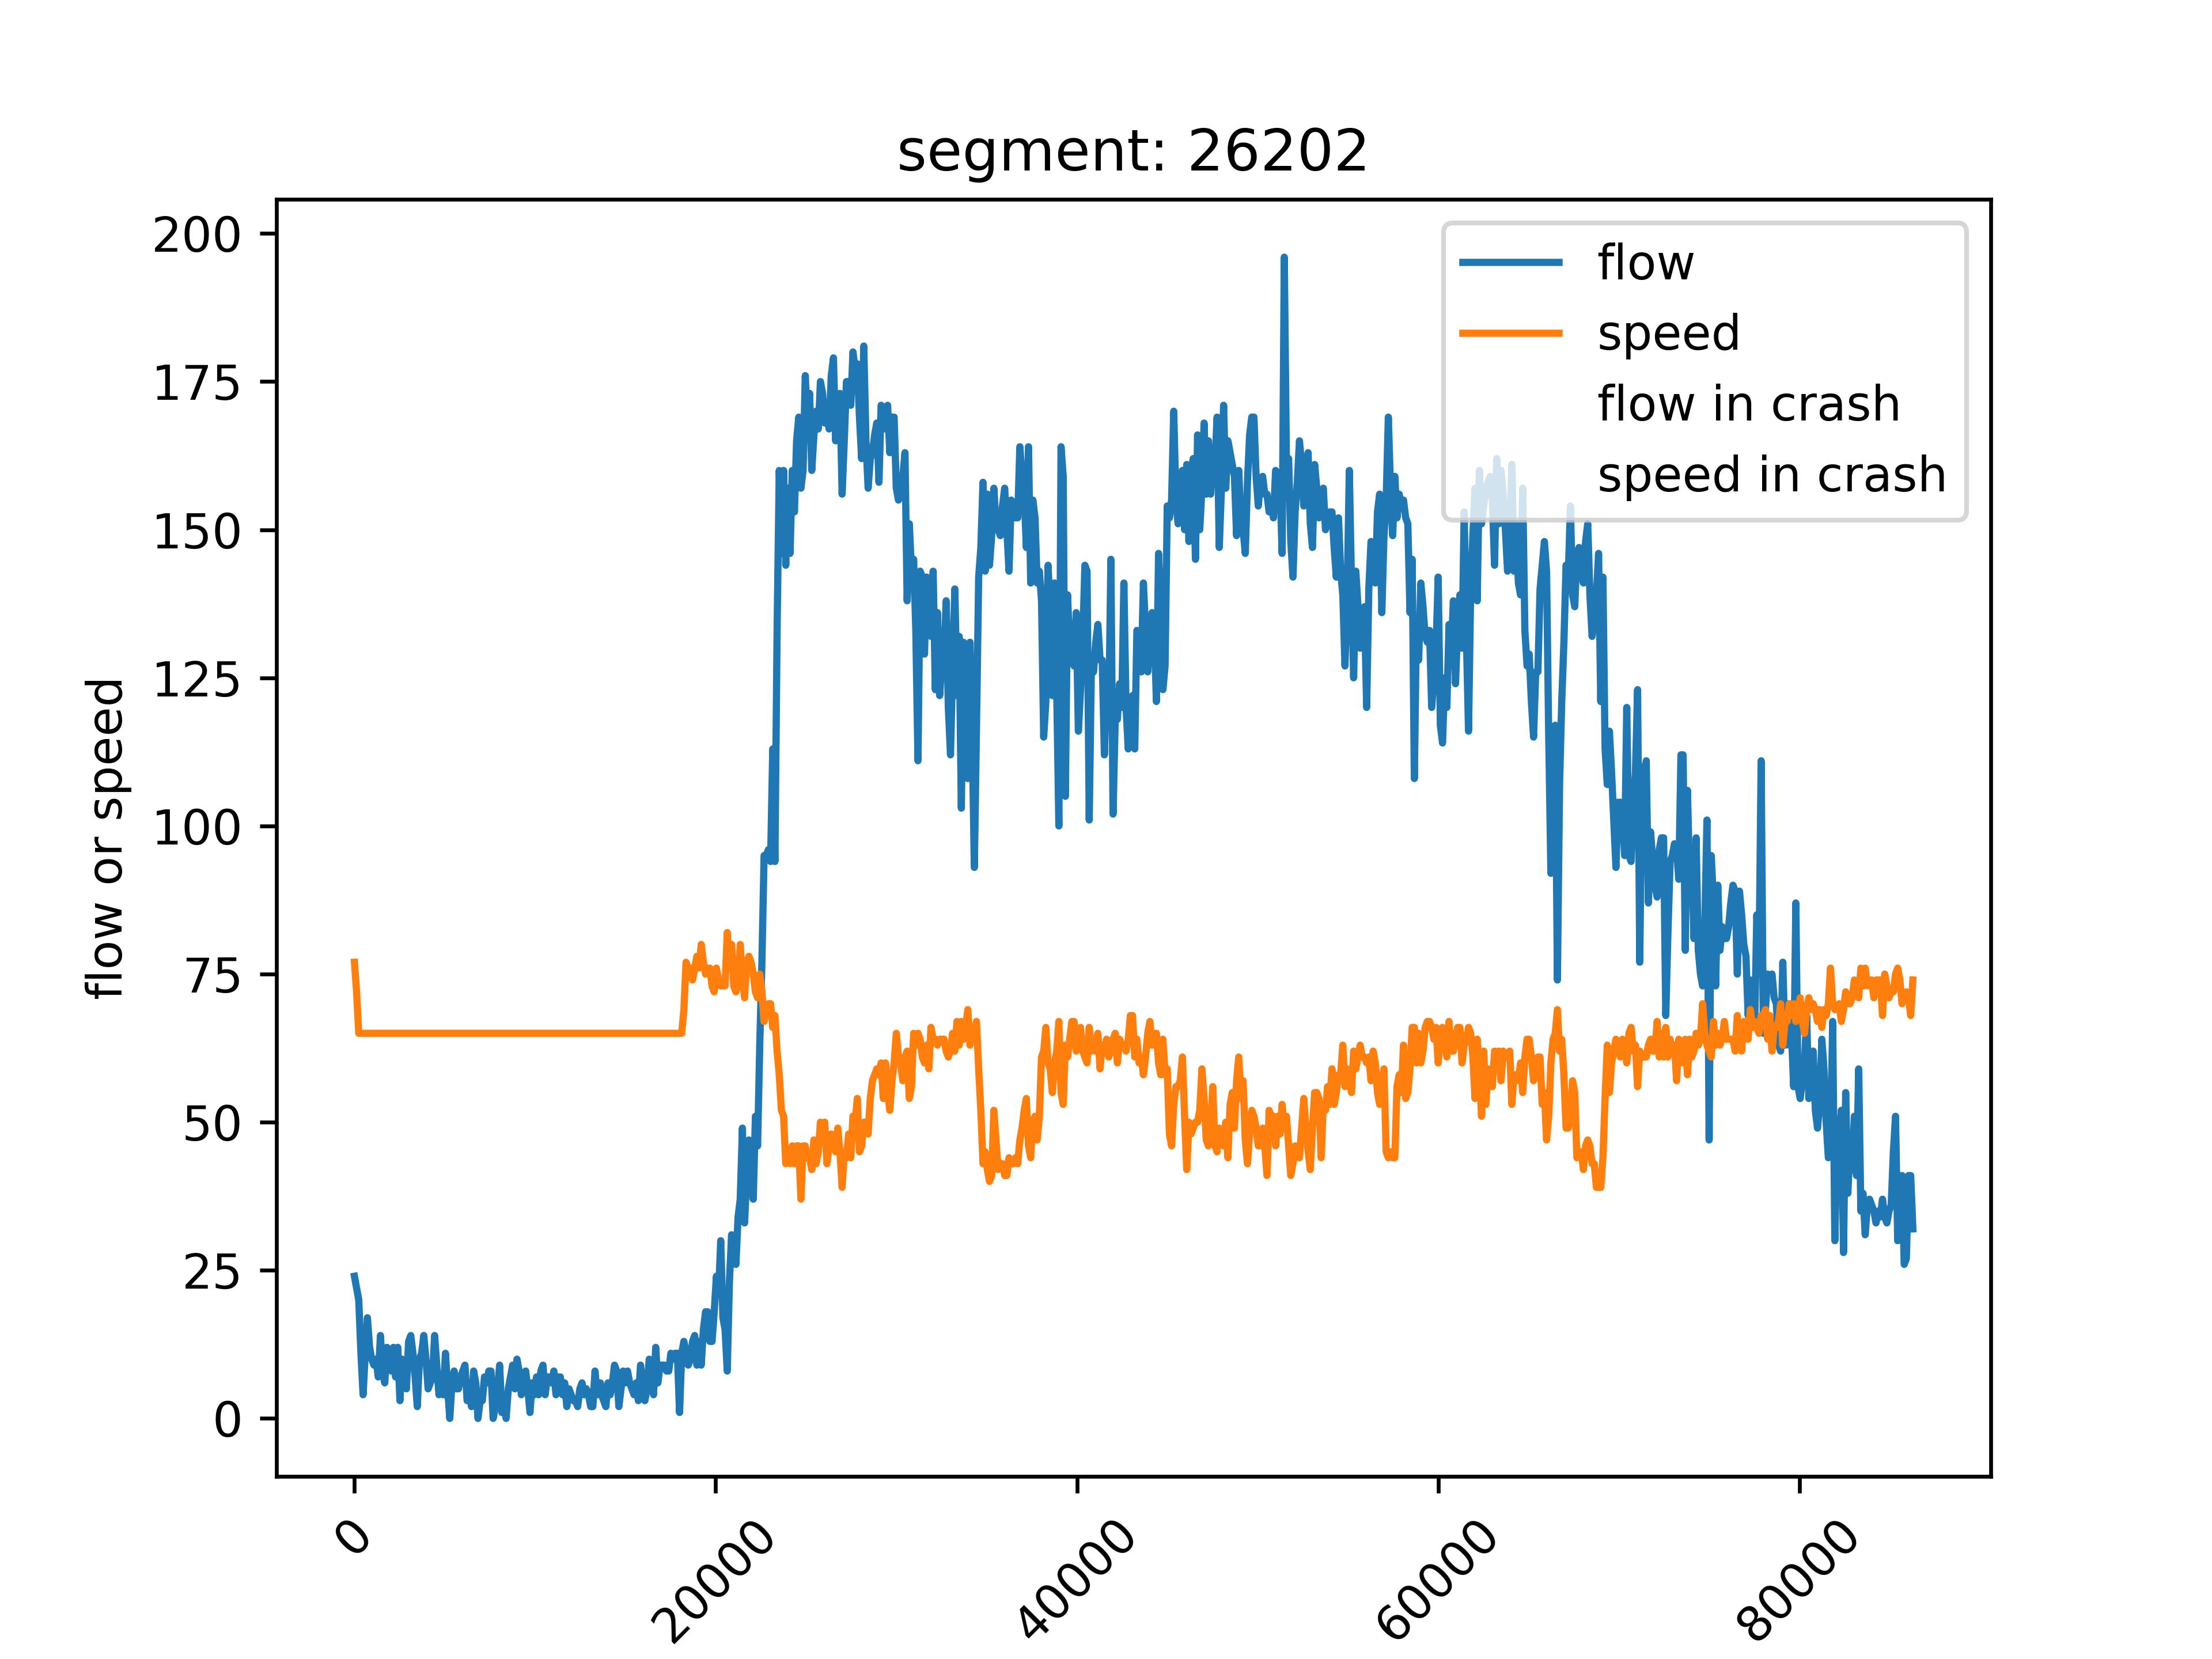 segment: 26202
200
175
150
125
100
75
50
25
0
flow or speed
flow
speed
flow in crash
speed in crash
0
20000
40000
60000
80000